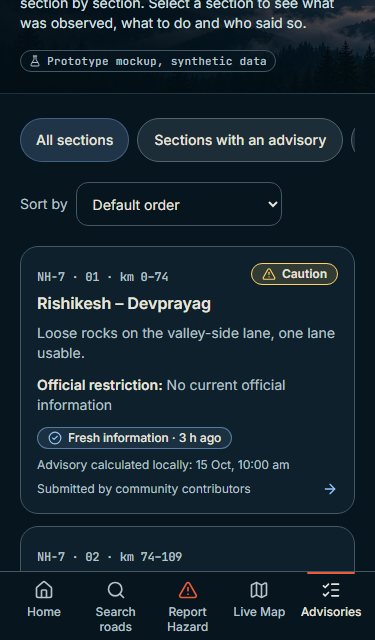 section by section. Select a section to see what
was observed, what to do and who said so.
Prototype mockup, synthetic data
All sections
Sections with an advisory
Sort by
Default order
NH-7 · 01 · km 0–74
Caution
Rishikesh – Devprayag
Loose rocks on the valley-side lane, one lane
usable.
Official restriction: No current official
information
Fresh information · 3 h ago
Advisory calculated locally: 15 Oct, 10:00 am
Submitted by community contributors
NH-7 · 02 · km 74–109
Home
Search
roads
Report
Hazard
Live Map
Advisories